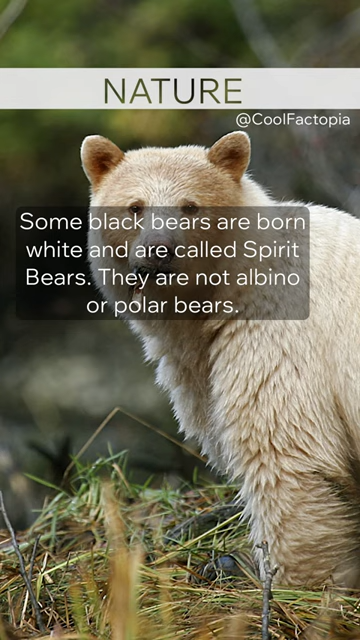 NATURE
@CoolFactopia
Some black bears are born
white and are called Spirit
Bears. They are not albino
or polar bears.